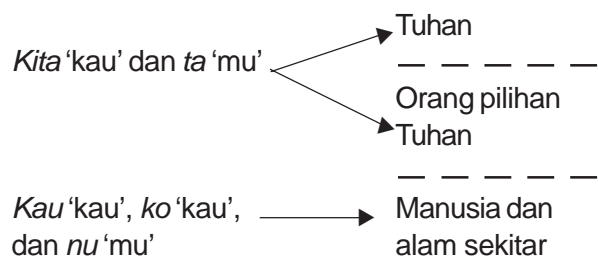 Kita ‘kau’ dan ta ‘mu’
Tuhan
Orang pilihan
Tuhan
Kau ‘kau’, ko ‘kau’,
dan nu ‘mu’
Manusia dan
alam sekitar